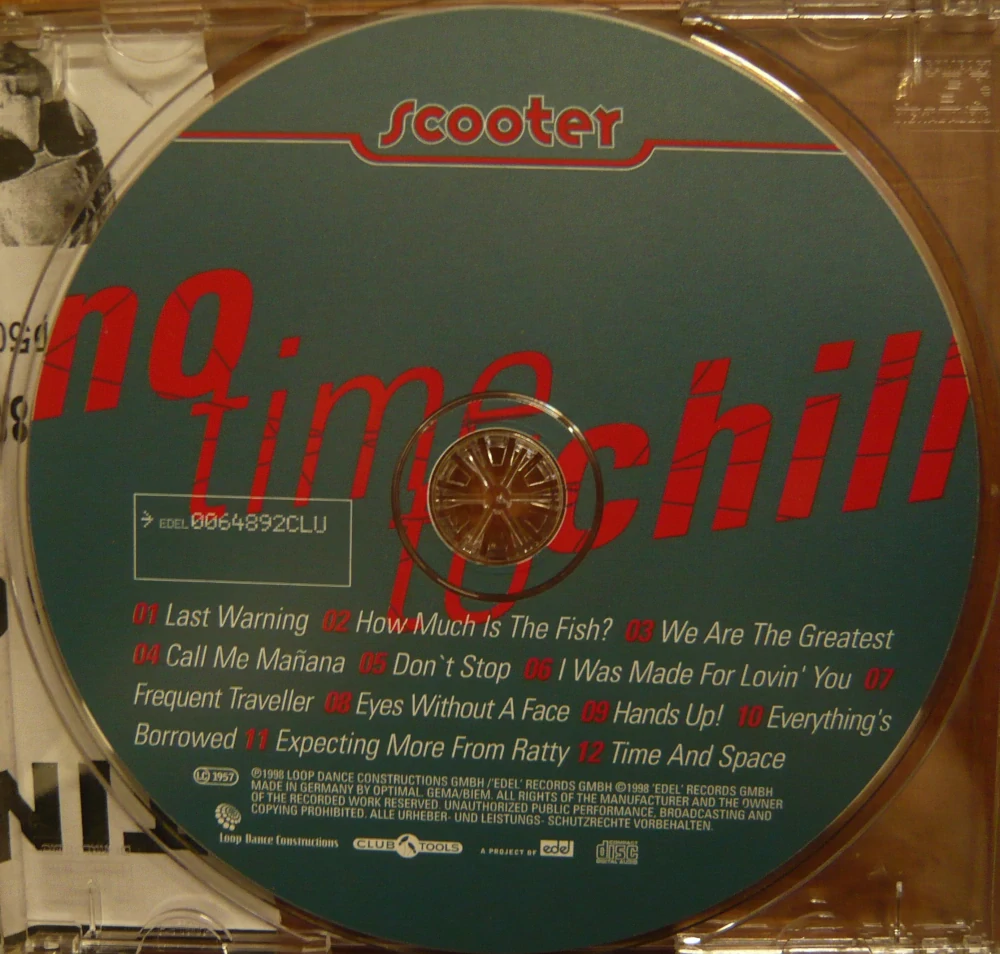 scooter
no
time
to
chill
EDEL 0064892CLU
01 Last Warning 02 How Much Is The Fish? 03 We Are The Greatest
04 Call Me Mañana 05 Don`t Stop 06 I Was Made For Lovin' You 07
Frequent Traveller 08 Eyes Without A Face 09 Hands Up! 10 Everything's
Borrowed 11 Expecting More From Ratty 12 Time And Space
LC 1957
℗1998 LOOP DANCE CONSTRUCTIONS GMBH /'EDEL' RECORDS GMBH ©1998 'EDEL' RECORDS GMBH
MADE IN GERMANY BY OPTIMAL. GEMA/BIEM. ALL RIGHTS OF THE MANUFACTURER AND THE OWNER
OF THE RECORDED WORK RESERVED. UNAUTHORIZED PUBLIC PERFORMANCE, BROADCASTING AND
COPYING PROHIBITED. ALLE URHEBER- UND LEISTUNGS- SCHUTZRECHTE VORBEHALTEN.
Loop Dance Constructions
CLUB TOOLS
A PROJECT OF edel
COMPACT
disc
DIGITAL AUDIO